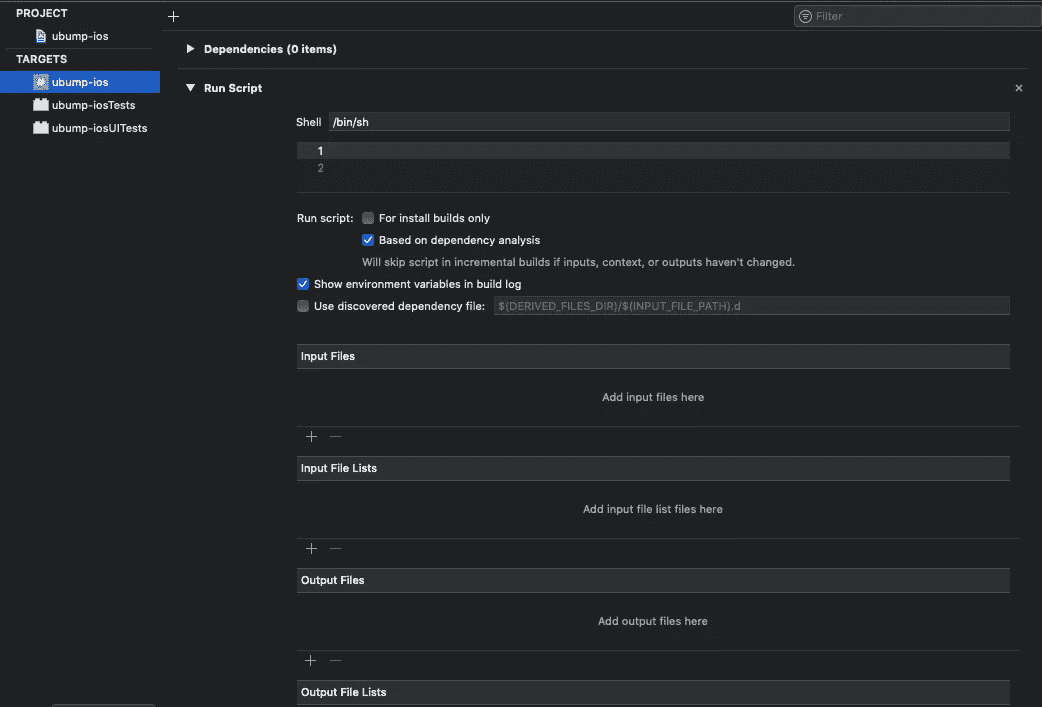 PROJECT
ubump-ios
TARGETS
ubump-ios
ubump-iosTests
ubump-iosUITests
Filter
Dependencies (0 items)
Run Script
Shell /bin/sh
1
2
Run script: For install builds only
Based on dependency analysis
Will skip script in incremental builds if inputs, context, or outputs haven't changed.
Show environment variables in build log
Use discovered dependency file: $(DERIVED_FILES_DIR)/$(INPUT_FILE_PATH).d
Input Files
Add input files here
Input File Lists
Add input file list files here
Output Files
Add output files here
Output File Lists